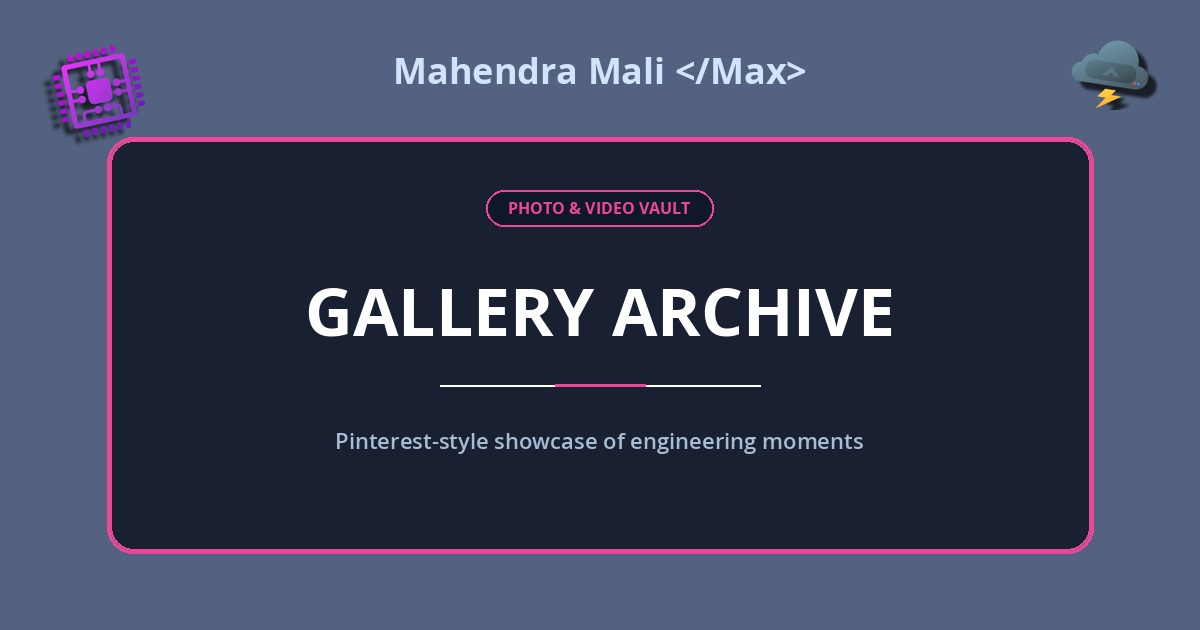 Mahendra Mali </Max>
PHOTO & VIDEO VAULT
GALLERY ARCHIVE
Pinterest-style showcase of engineering moments